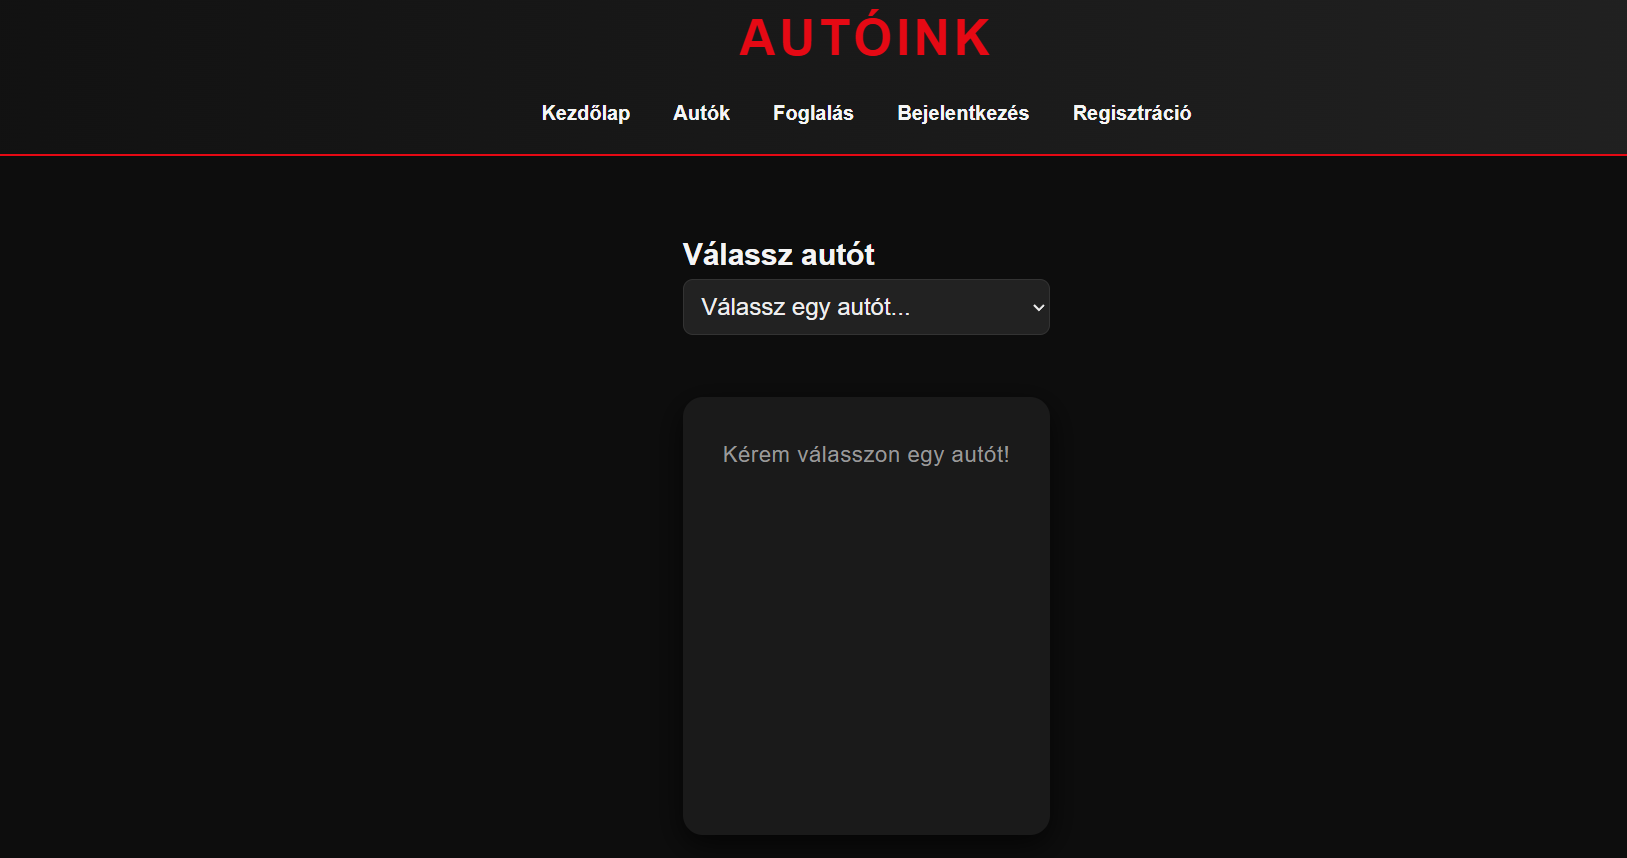 AUTÓINK
Kezdőlap Autók Foglalás Bejelentkezés Regisztráció
Válassz autót
Válassz egy autót...
Kérem válasszon egy autót!